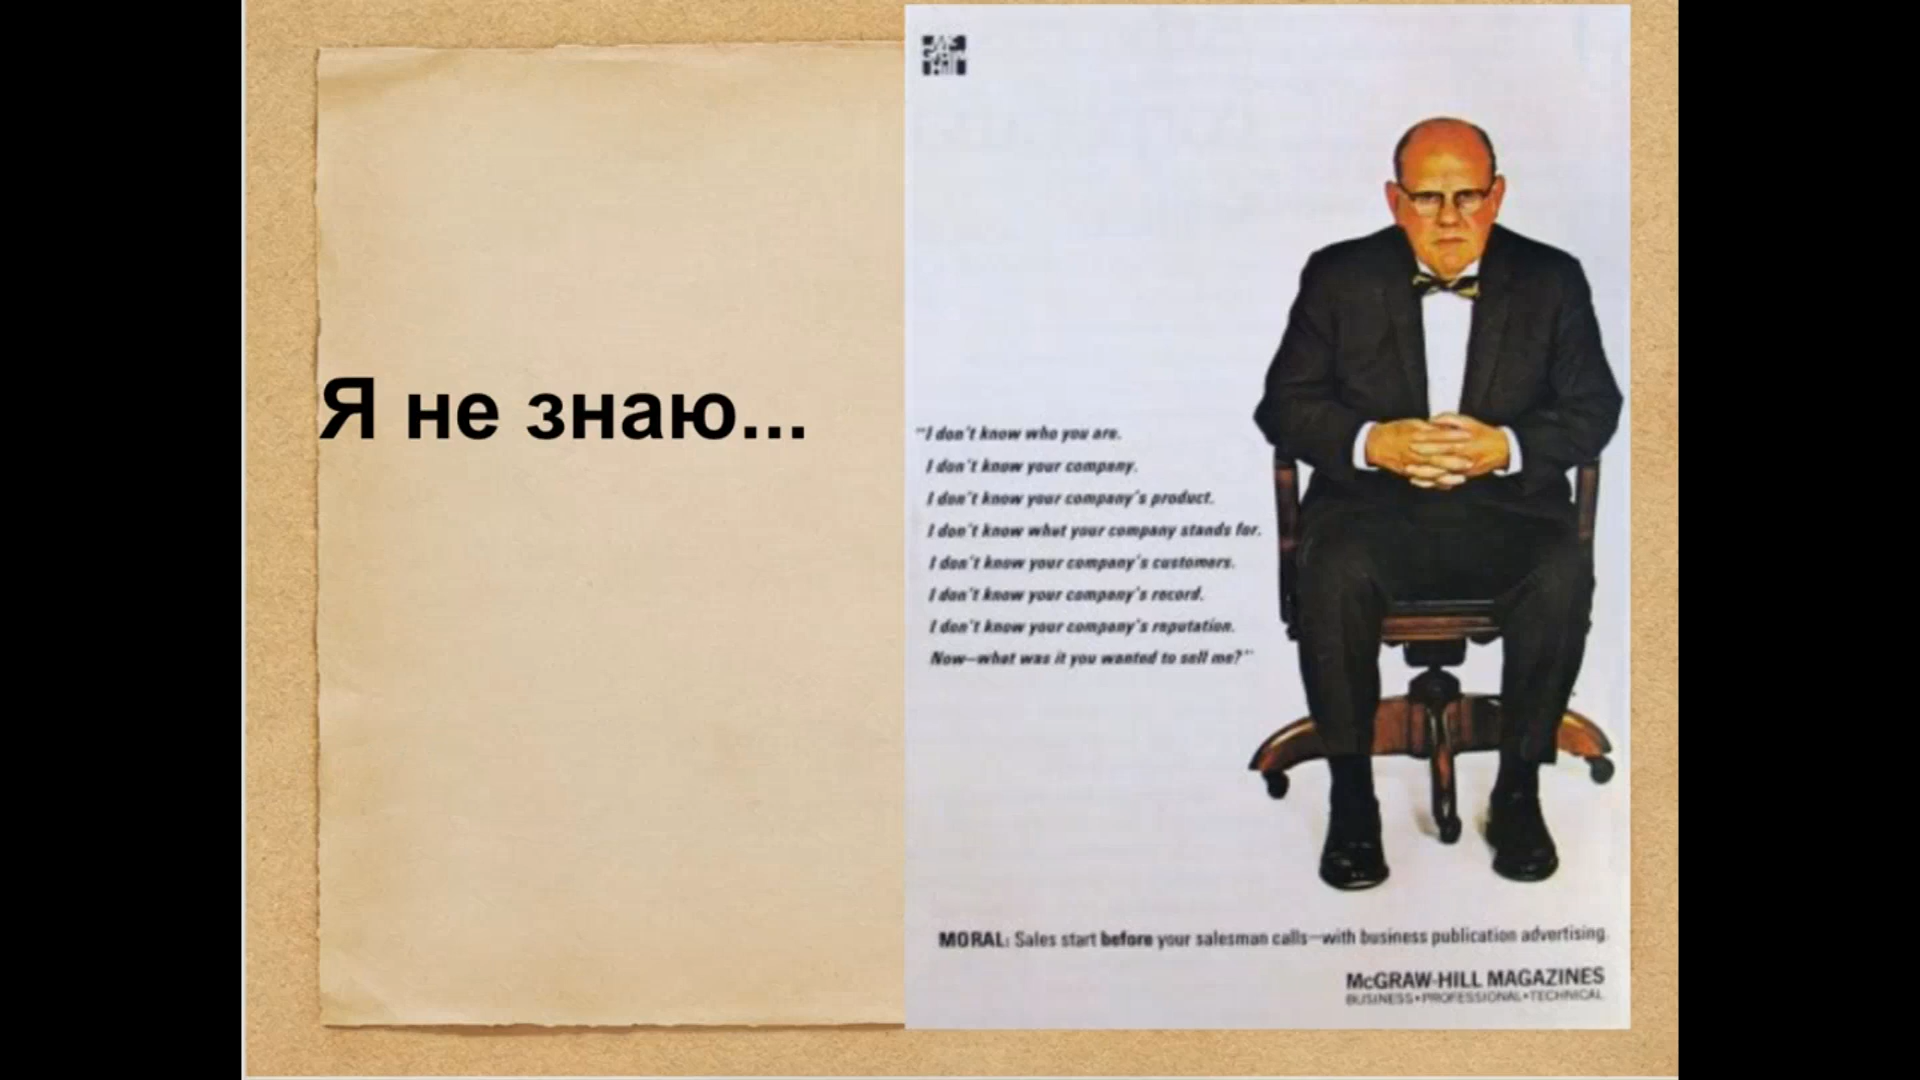 Я не знаю...
Mc
GRAW
Hill
"I don't know who you are.
I don't know your company.
I don't know your company's product.
I don't know what your company stands for.
I don't know your company's customers.
I don't know your company's record.
I don't know your company's reputation.
Now—what was it you wanted to sell me?"
MORAL: Sales start before your salesman calls—with business publication advertising.
McGRAW-HILL MAGAZINES
BUSINESS•PROFESSIONAL•TECHNICAL